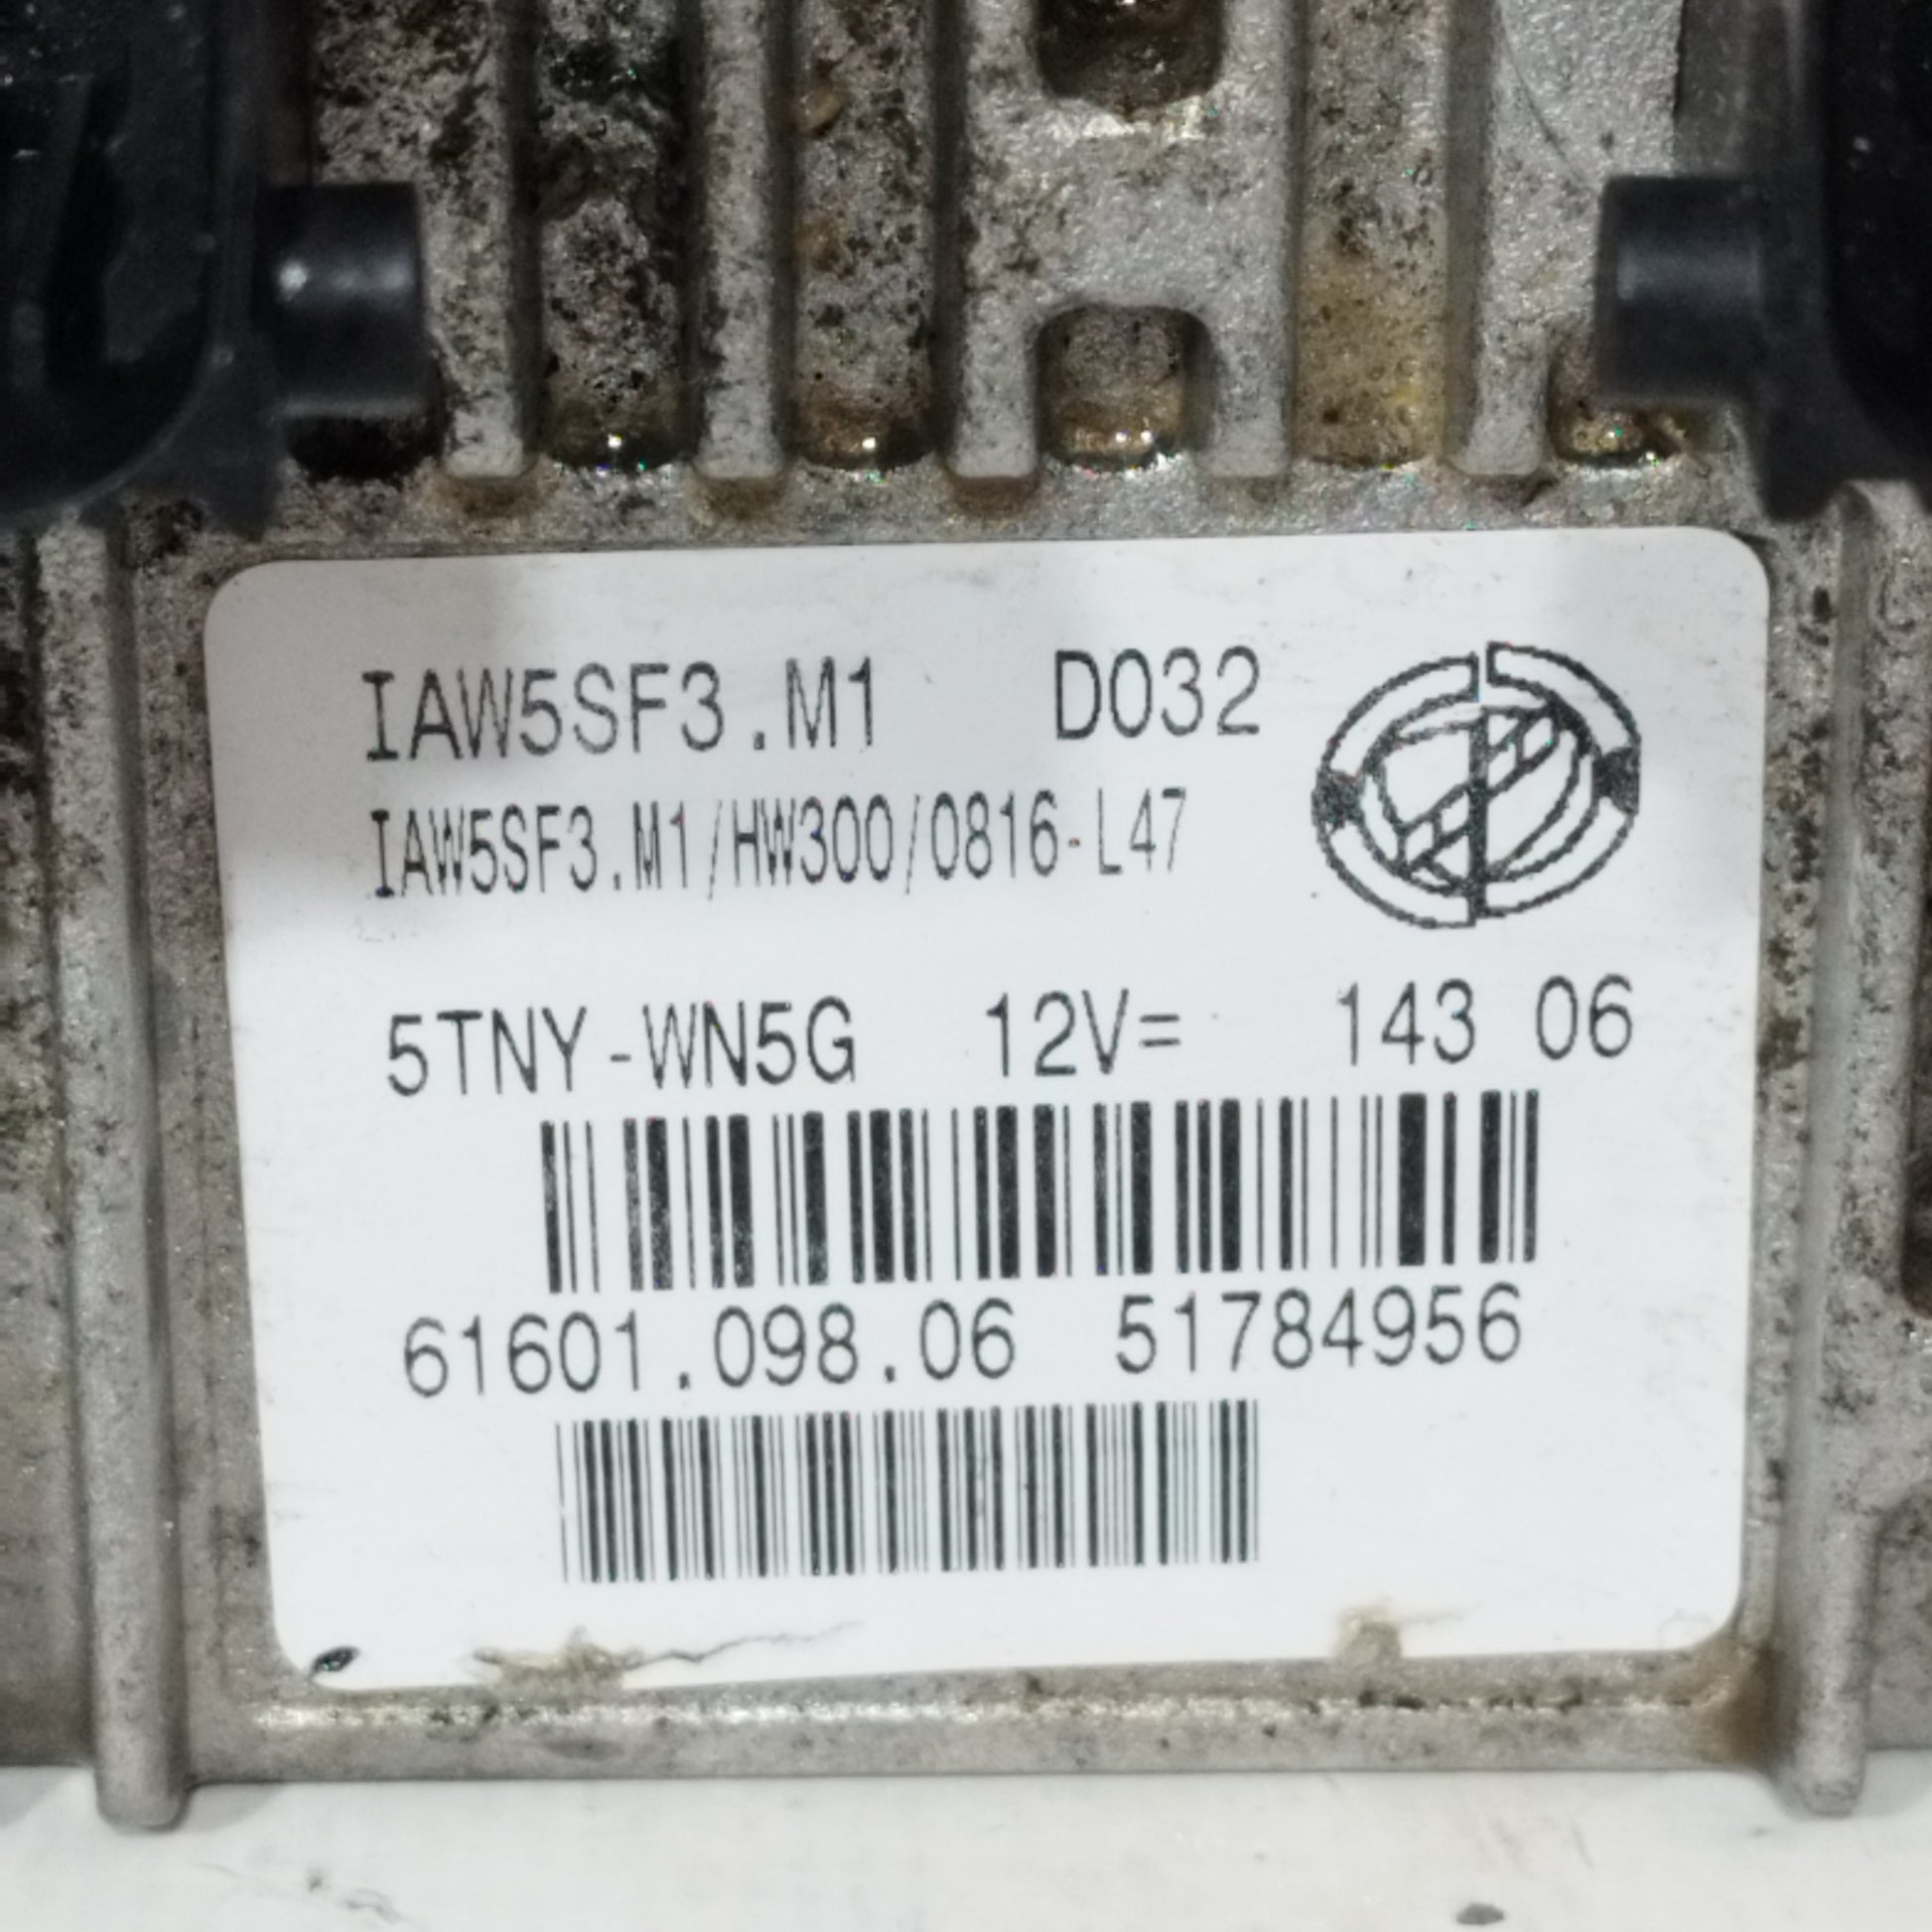 IAW5SF3.M1 D032
IAW5SF3.M1/HW300/0816-L47
5TNY-WN5G 12V= 143 06
61601.098.06 51784956